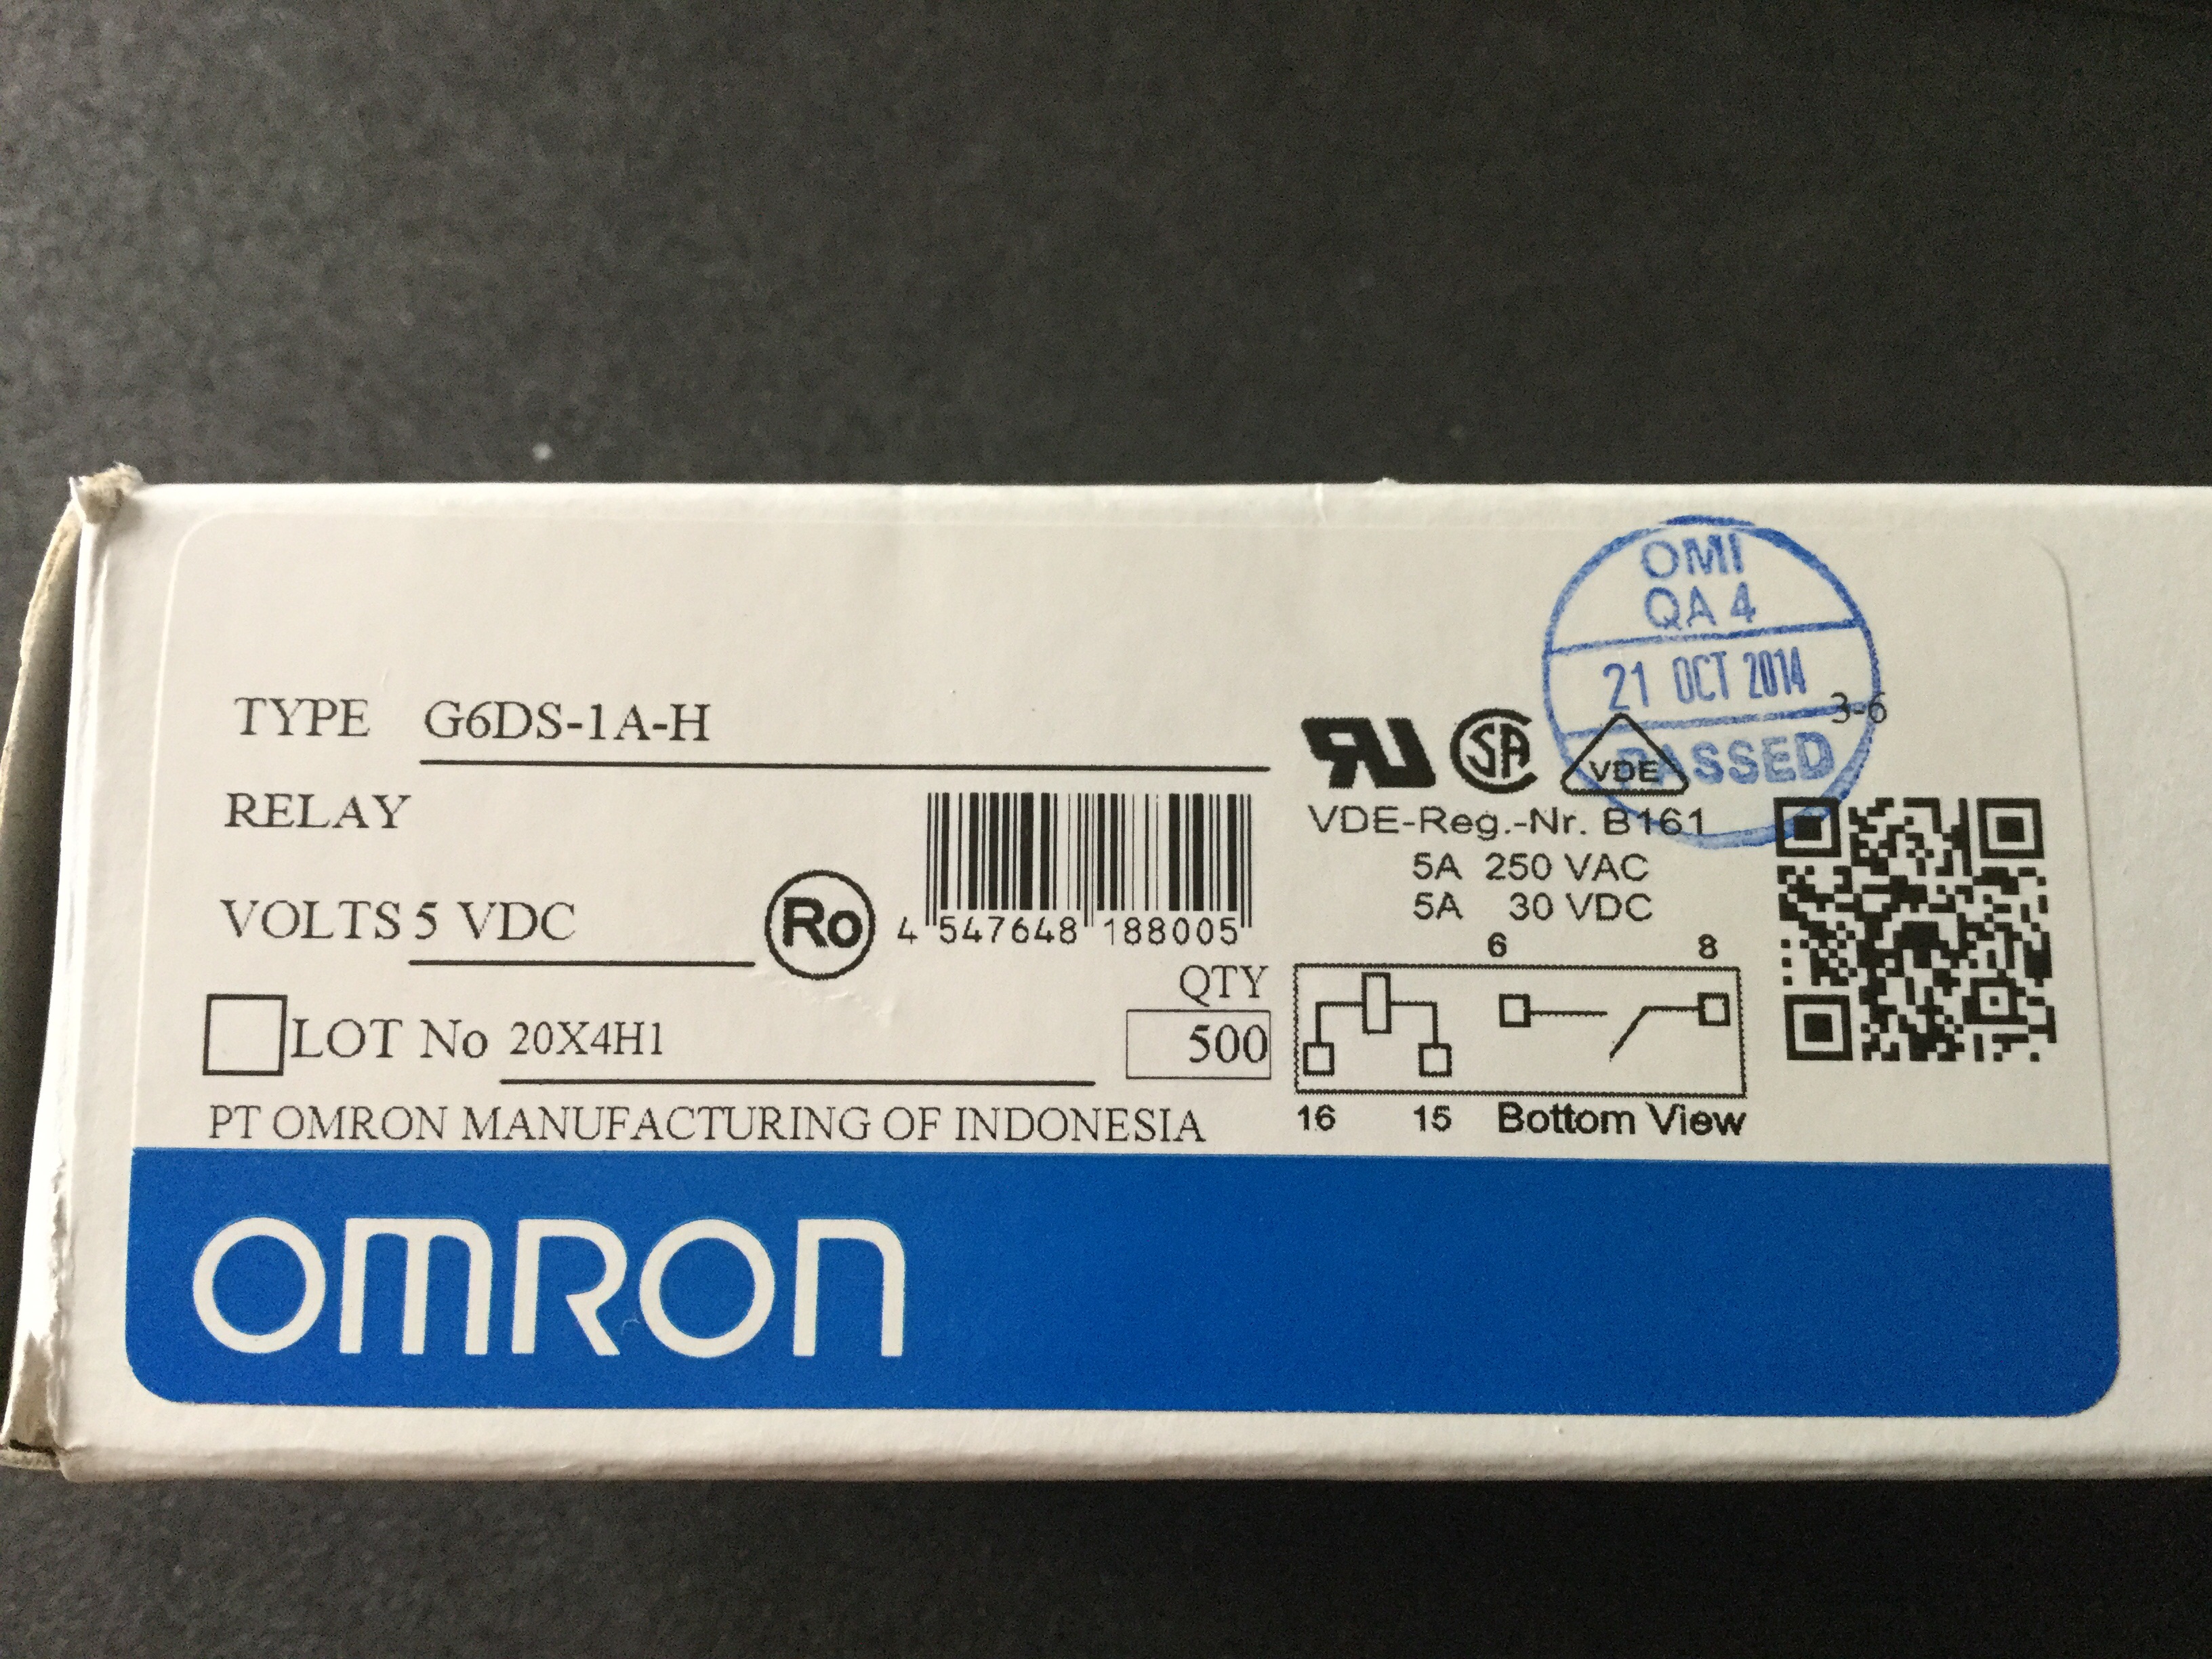 OMI
QA 4
21 OCT 2014
PASSED
3-6
TYPE G6DS-1A-H
RELAY
VOLTS 5 VDC
Ro
4 547648 188005
QTY
500
LOT No 20X4H1
PT OMRON MANUFACTURING OF INDONESIA
RU
SA
VDE
VDE-Reg.-Nr. B161
5A 250 VAC
5A 30 VDC
6 8
16 15 Bottom View
OMRON